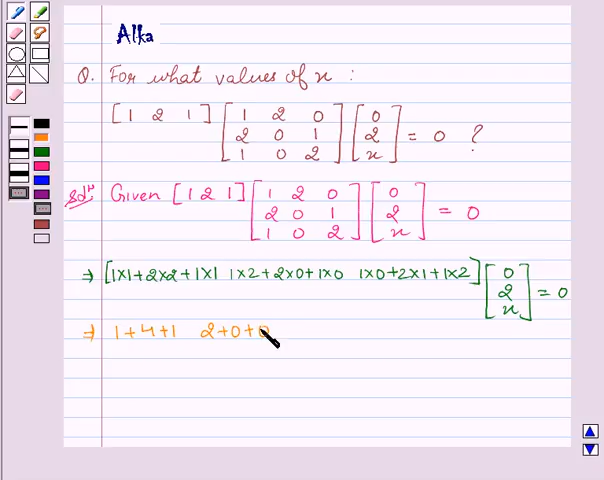 Alka
Q. For what values of x :
[ 1 2 1 ] [ 1 2 0 ] [ 0 ]
[ 2 0 1 ] [ 2 ] = 0 ?
[ 1 0 2 ] [ x ]
Solⁿ Given [ 1 2 1 ] [ 1 2 0 ] [ 0 ]
[ 2 0 1 ] [ 2 ] = 0
[ 1 0 2 ] [ x ]
⇒ [ 1×1+2×2+1×1 1×2+2×0+1×0 1×0+2×1+1×2 ] [ 0 ]
[ 2 ] = 0
[ x ]
⇒ 1+4+1 2+0+0